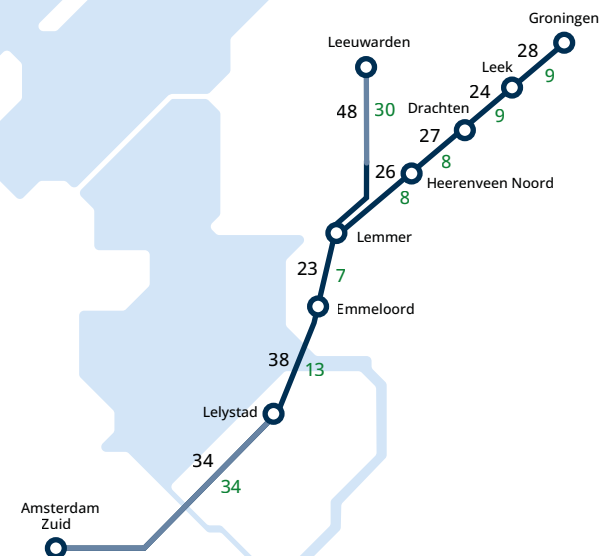 Groningen
28
Leeuwarden
9
Leek
24
Drachten
48
30
9
27
8
26
Heerenveen Noord
8
Lemmer
23
7
Emmeloord
38
13
Lelystad
34
34
Amsterdam
Zuid